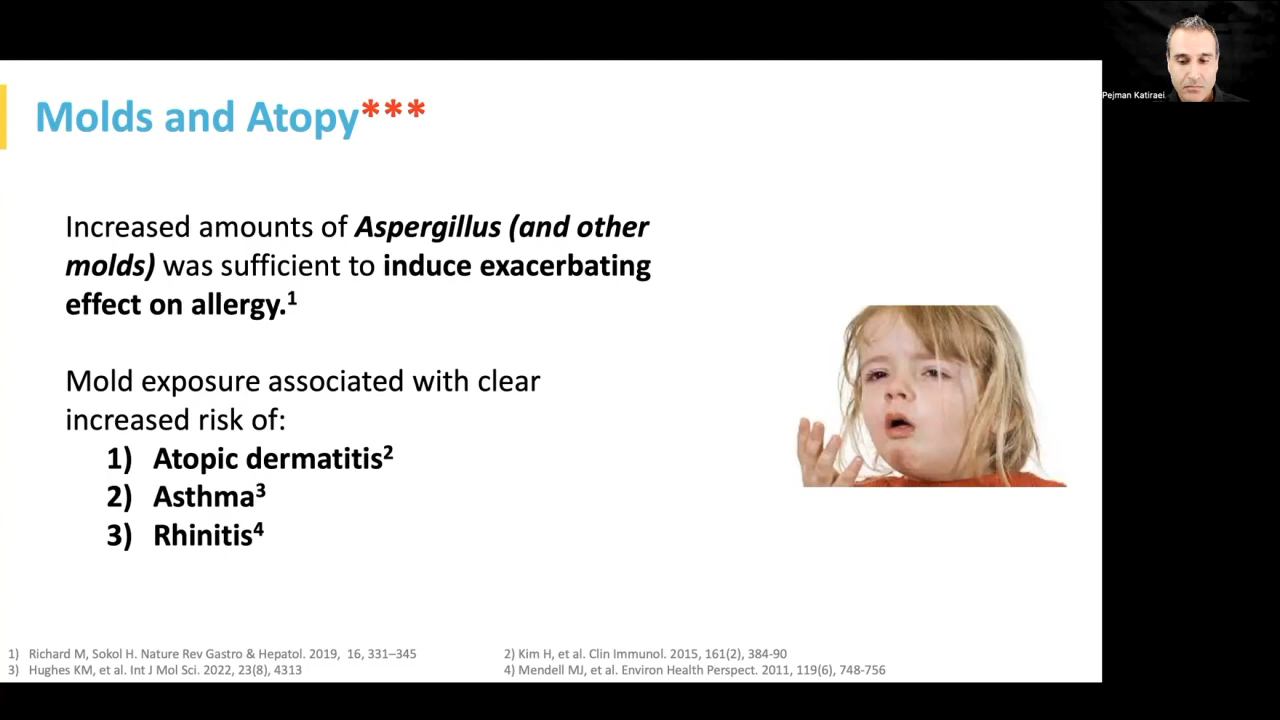 Molds and Atopy***
Pejman Katiraei
Increased amounts of Aspergillus (and other
molds) was sufficient to induce exacerbating
effect on allergy.1
Mold exposure associated with clear
increased risk of:
1) Atopic dermatitis2
2) Asthma3
3) Rhinitis4
1) Richard M, Sokol H. Nature Rev Gastro & Hepatol. 2019, 16, 331–345
2) Kim H, et al. Clin Immunol. 2015, 161(2), 384-90
3) Hughes KM, et al. Int J Mol Sci. 2022, 23(8), 4313
4) Mendell MJ, et al. Environ Health Perspect. 2011, 119(6), 748-756